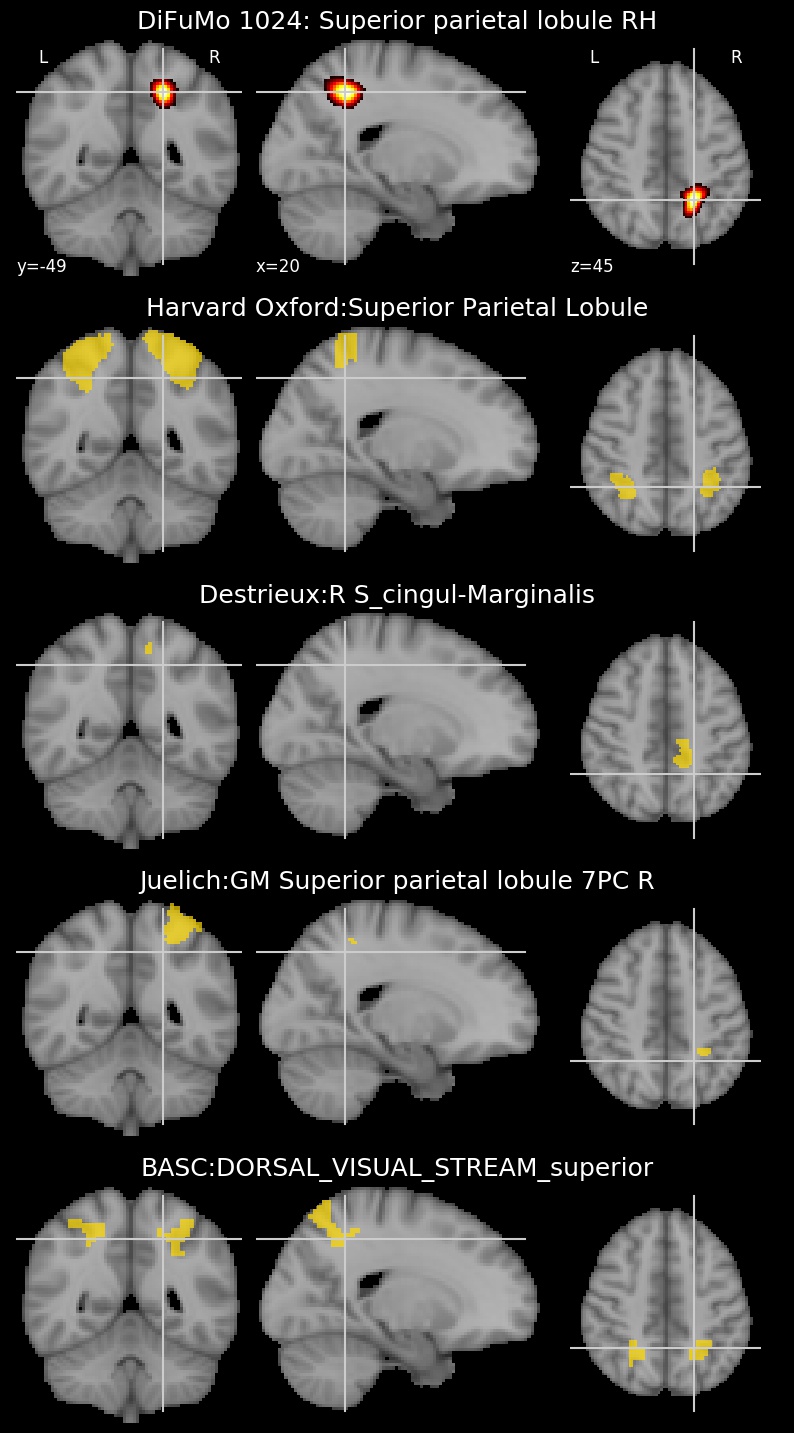 DiFuMo 1024: Superior parietal lobule RH
L R L R
y=-49 x=20 z=45
Harvard Oxford:Superior Parietal Lobule
Destrieux:R S_cingul-Marginalis
Juelich:GM Superior parietal lobule 7PC R
BASC:DORSAL_VISUAL_STREAM_superior